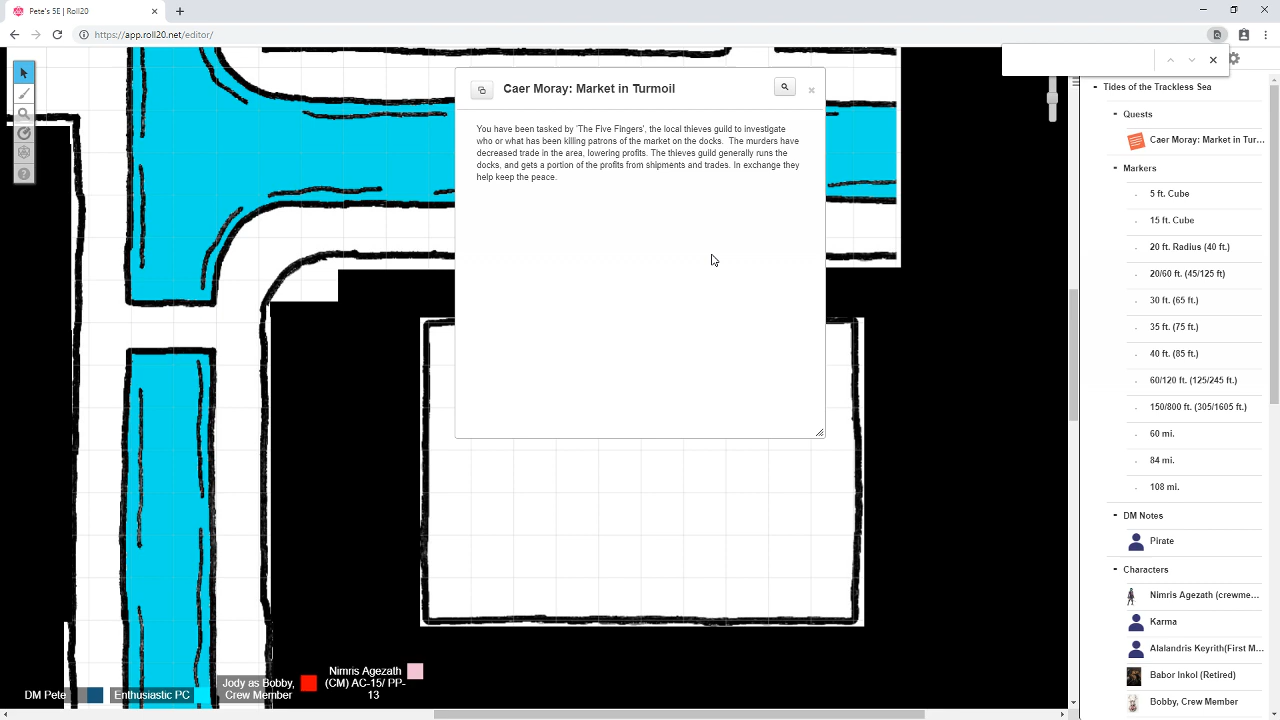 Pete's 5E | Roll20
https://app.roll20.net/editor/
Caer Moray: Market in Turmoil
You have been tasked by 'The Five Fingers', the local thieves guild to investigate
who or what has been killing patrons of the market on the docks. The murders have
decreased trade in the area, lowering profits. The thieves guild generally runs the
docks, and gets a portion of the profits from shipments and trades. In exchange they
help keep the peace.
Tides of the Trackless Sea
Quests
Caer Moray: Market in Tur...
Markers
5 ft. Cube
15 ft. Cube
20 ft. Radius (40 ft.)
20/60 ft. (45/125 ft)
30 ft. (65 ft.)
35 ft. (75 ft.)
40 ft. (85 ft.)
60/120 ft. (125/245 ft.)
150/800 ft. (305/1605 ft.)
60 mi.
84 mi.
108 mi.
DM Notes
Pirate
Characters
Nimris Agezath (crewme...
Karma
Alalandris Keyrith(First M...
Babby Inkio (Retired)
Bobby, Crew Member
DM Pete
Enthusiastic PC
Jody as Bobby,
Crew Member
Nimris Agezath
(CM) AC-15/ PP-
13